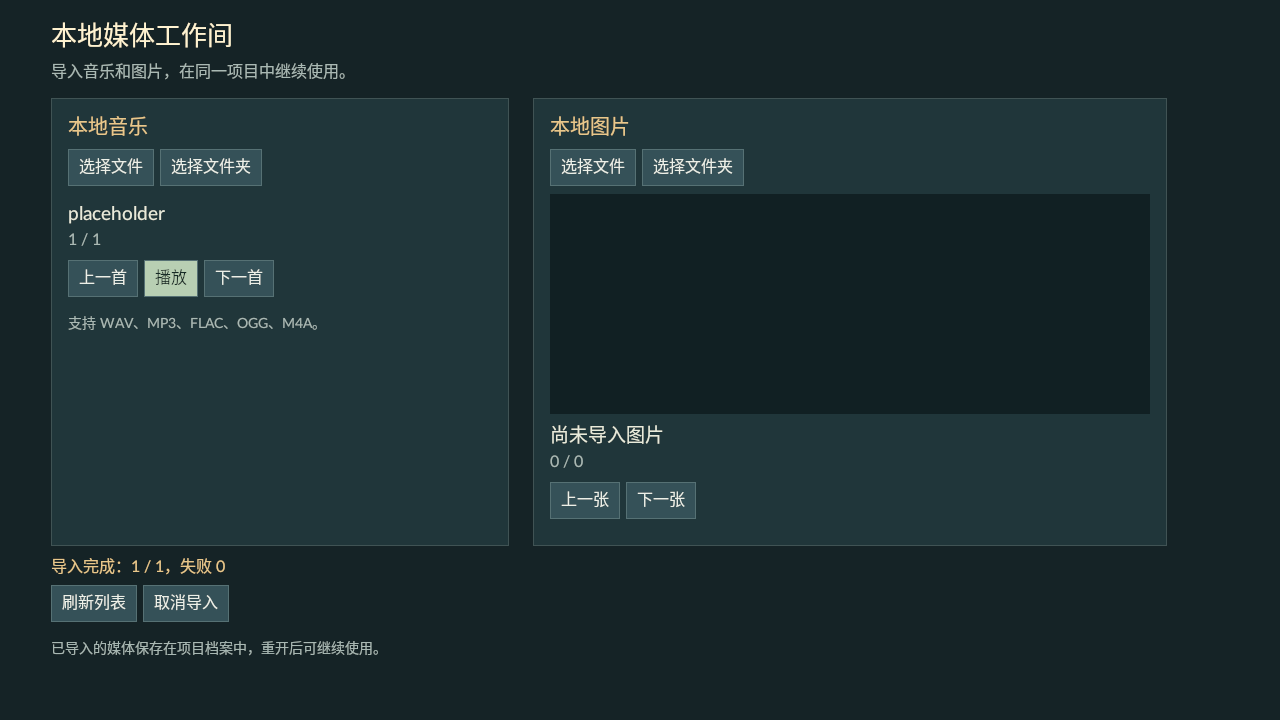 本地媒体工作间
导入音乐和图片，在同一项目中继续使用。
本地音乐
选择文件 选择文件夹
placeholder
1 / 1
上一首 播放 下一首
支持 WAV、MP3、FLAC、OGG、M4A。
本地图片
选择文件 选择文件夹
尚未导入图片
0 / 0
上一张 下一张
导入完成：1 / 1，失败 0
刷新列表 取消导入
已导入的媒体保存在项目档案中，重开后可继续使用。